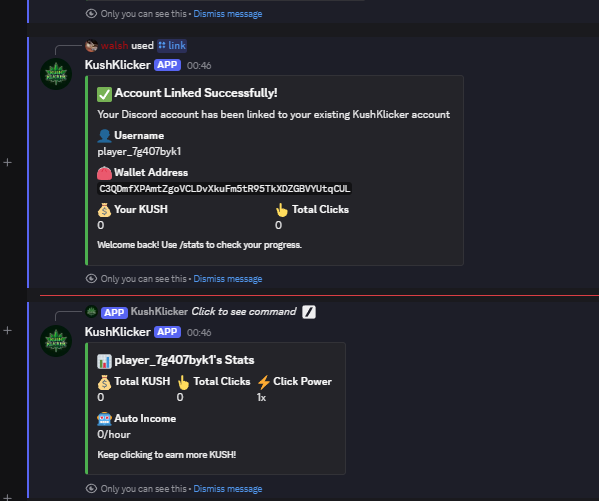 Only you can see this • Dismiss message
walsh used link
KushKlicker APP 00:46
Account Linked Successfully!
Your Discord account has been linked to your existing KushKlicker account
Username
player_7g407byk1
Wallet Address
C3QDmfXPAmtZgoVCLDvXkuFm5tR95TkXDZGBVYUtqCUL
Your KUSH Total Clicks
0 0
Welcome back! Use /stats to check your progress.
Only you can see this • Dismiss message
APP KushKlicker Click to see command /
KushKlicker APP 00:46
player_7g407byk1's Stats
Total KUSH Total Clicks Click Power
0 0 1x
Auto Income
0/hour
Keep clicking to earn more KUSH!
Only you can see this • Dismiss message